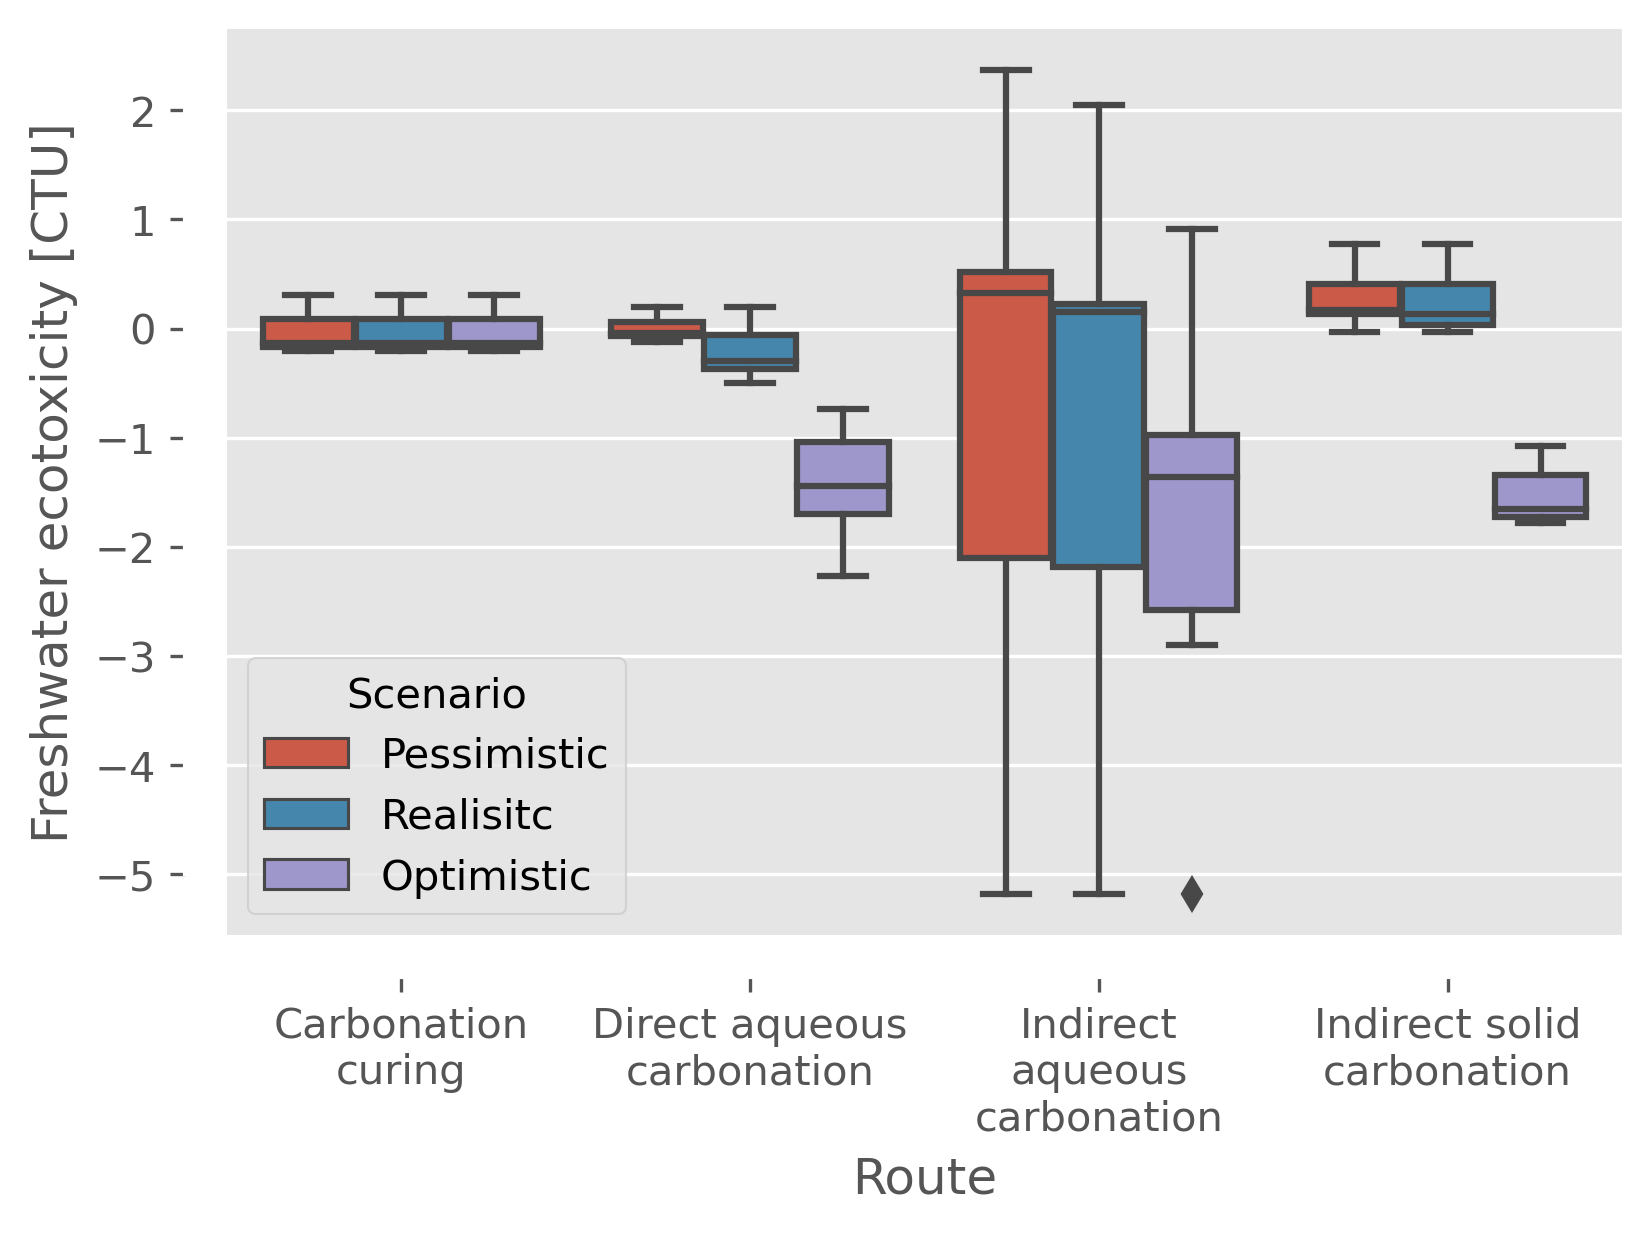 Freshwater ecotoxicity [CTU]
2
1
0
−1
−2
−3
−4
−5
Scenario
Pessimistic
Realisitc
Optimistic
Carbonation
curing
Direct aqueous
carbonation
Indirect
aqueous
carbonation
Indirect solid
carbonation
Route